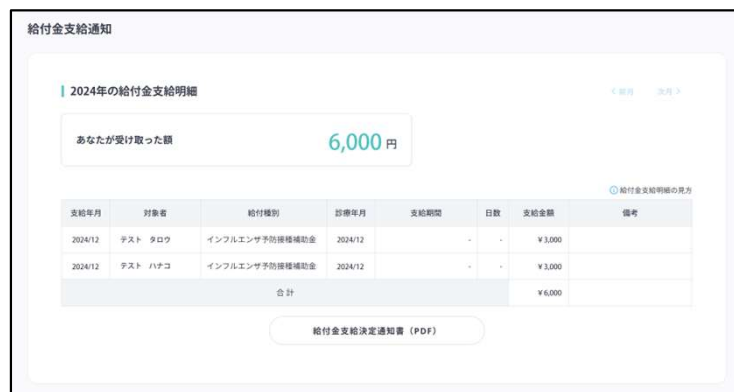 給付金支給通知
2024年の給付金支給明細
< 前月 次月 >
あなたが受け取った額 6,000 円
給付金支給明細の見方
支給年月 対象者 給付種別 診療年月 支給期間 日数 支給金額 備考
2024/12 テスト タロウ インフルエンザ予防接種補助金 2024/12 - - ¥3,000
2024/12 テスト ハナコ インフルエンザ予防接種補助金 2024/12 - - ¥3,000
合計 ¥6,000
給付金支給決定通知書（PDF）